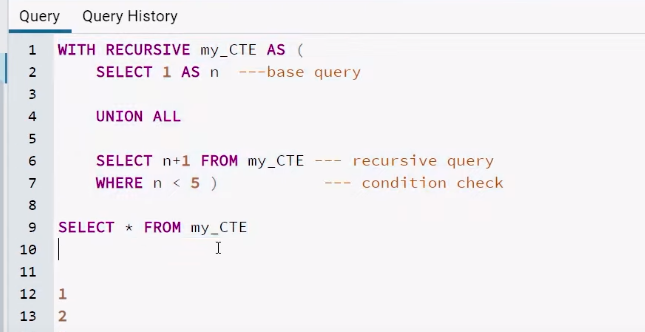 Query Query History
1 WITH RECURSIVE my_CTE AS (
2 SELECT 1 AS n ---base query
3
4 UNION ALL
5
6 SELECT n+1 FROM my_CTE --- recursive query
7 WHERE n < 5 ) --- condition check
8
9 SELECT * FROM my_CTE
10
11
12 1
13 2